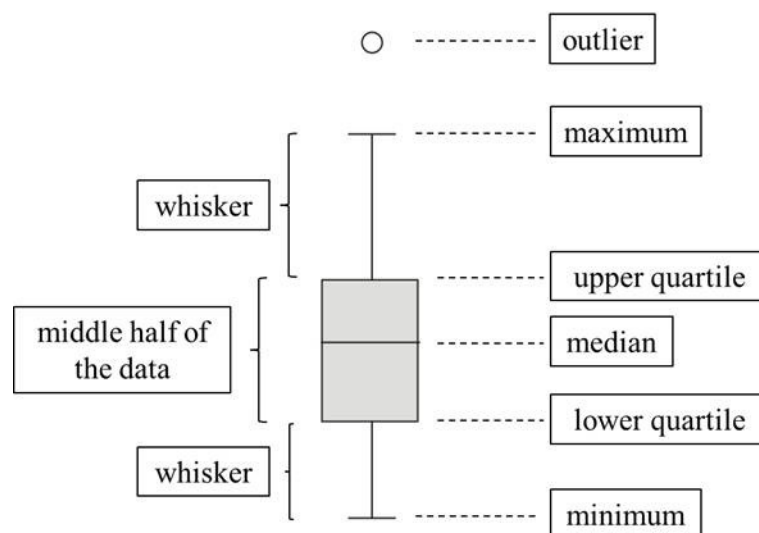 outlier
maximum
whisker
upper quartile
middle half of
the data
median
lower quartile
whisker
minimum